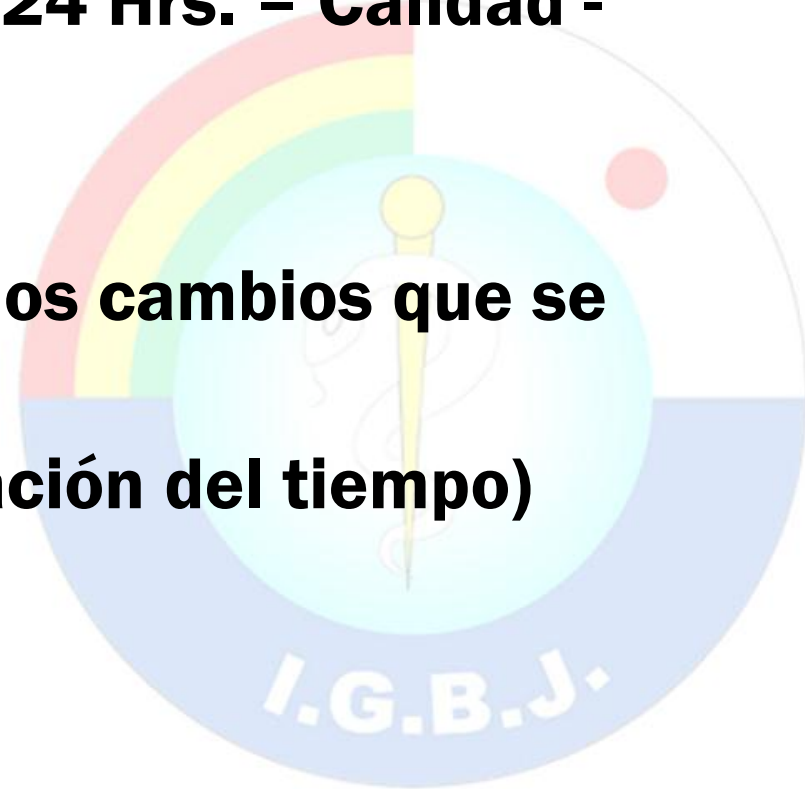 24 Hrs. – Calidad -
os cambios que se
ación del tiempo)
I.G.B.J.